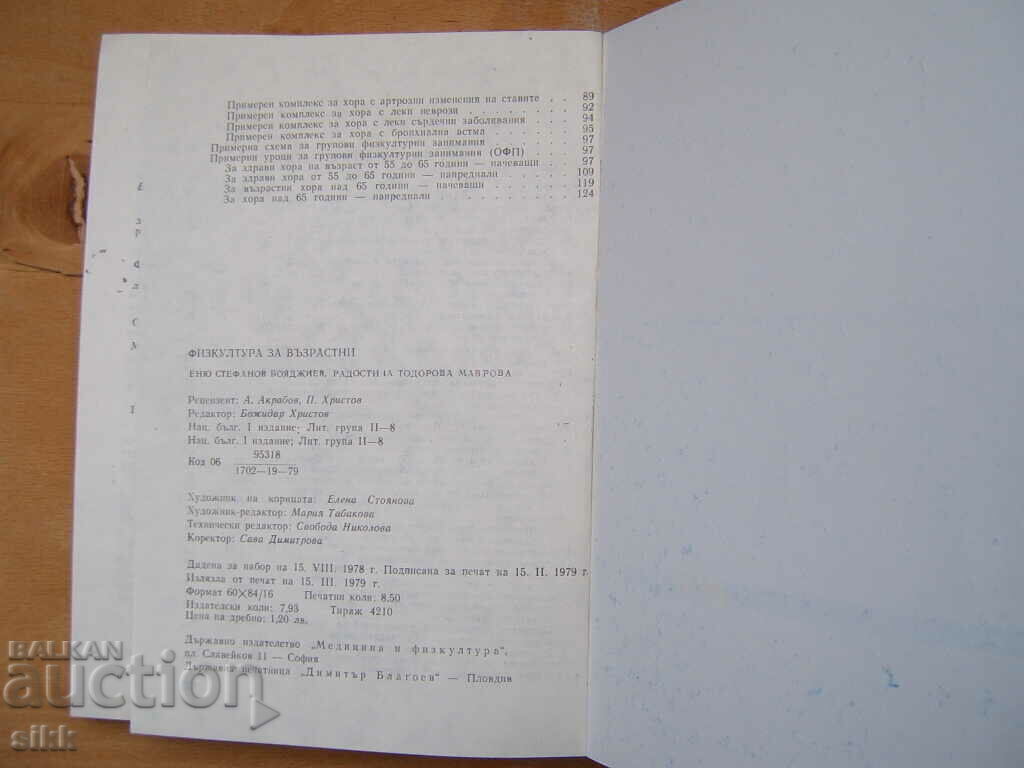 Примерен комплекс за хора с артрозни изменения на ставите . . 89
Примерен комплекс за хора с леки неврози . . . . . . . . . 92
Примерен комплекс за хора с леки сърдечни заболявания . . . . 94
Примерен комплекс за хора с бронхиална астма . . . . . . . 95
Примерна схема за групови физкултурни занимания . . . . . . 97
Примерни уроци за групови физкултурни занимания (ОФП) . . . . 97
За здрави хора на възраст от 55 до 65 години — начеващи . . . 97
За здрави хора от 55 до 65 години — напреднали . . . . . . 109
За възрастни хора над 65 години — начеващи . . . . . . . 119
За хора над 65 години — напреднали . . . . . . . . . 124
ФИЗКУЛТУРА ЗА ВЪЗРАСТНИ
ЕНЮ СТЕФАНОВ БОЯДЖИЕВ, РАДОСТИНА ТОДОРОВА МАВРОВА
Рецензент: А. Акрабов, П. Христов
Редактор: Божидар Христов
Нац. бълг. I издание; Лит. група II—8
Нац. бълг. I издание; Лит. група II—8
Код 06 95318
1702—19—79
Художник на корицата: Елена Стоянова
Художник-редактор: Мария Табакова
Технически редактор: Свобода Николова
Коректор: Сава Димитрова
Дадена за набор на 15. VIII. 1978 г. Подписана за печат на 15. II. 1979 г.
Излязла от печат на 15. III. 1979 г.
Формат 60×84/16 Печатни коли: 8.50
Издателски коли: 7,93 Тираж 4210
Цена на дребно: 1,20 лв.
Държавно издателство „Медицина и физкултура“,
пл. Славейков 11 — София
Държавна печатница „Димитър Благоев“ — Пловдив
BALKAN
auction
sikk